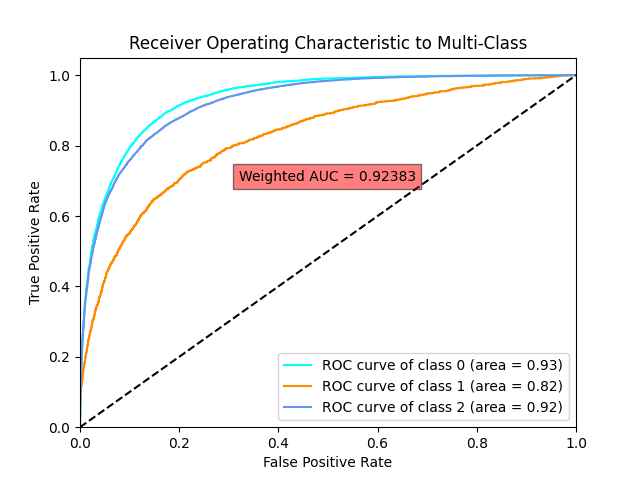 Receiver Operating Characteristic to Multi-Class
1.0
0.8
0.6
0.4
0.2
0.0
True Positive Rate
Weighted AUC = 0.92383
ROC curve of class 0 (area = 0.93)
ROC curve of class 1 (area = 0.82)
ROC curve of class 2 (area = 0.92)
0.0 0.2 0.4 0.6 0.8 1.0
False Positive Rate